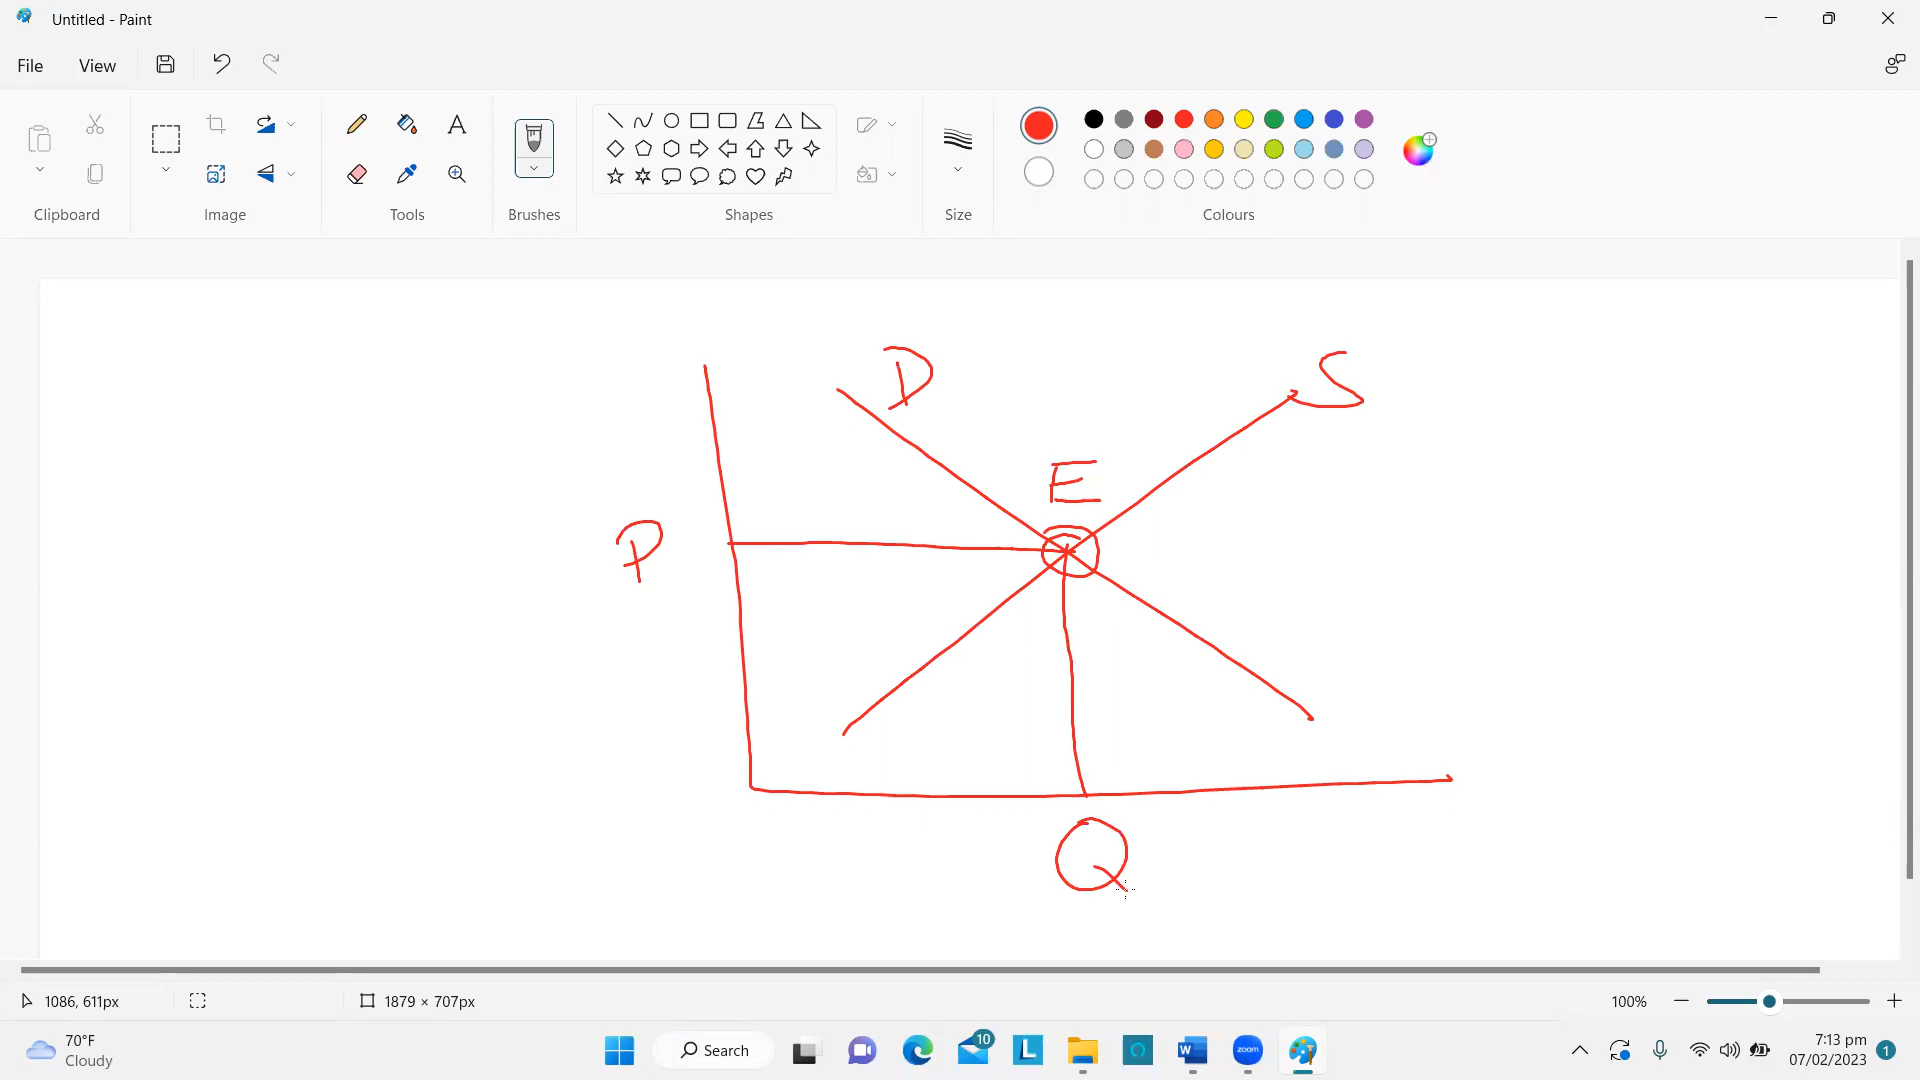 Untitled - Paint
File View
Clipboard Image Tools Brushes Shapes Size Colours
D S
E
P
Q
1086, 611px 1879 × 707px 100%
70°F
Cloudy
Search
10
L
W
zoom
7:13 pm
07/02/2023
1